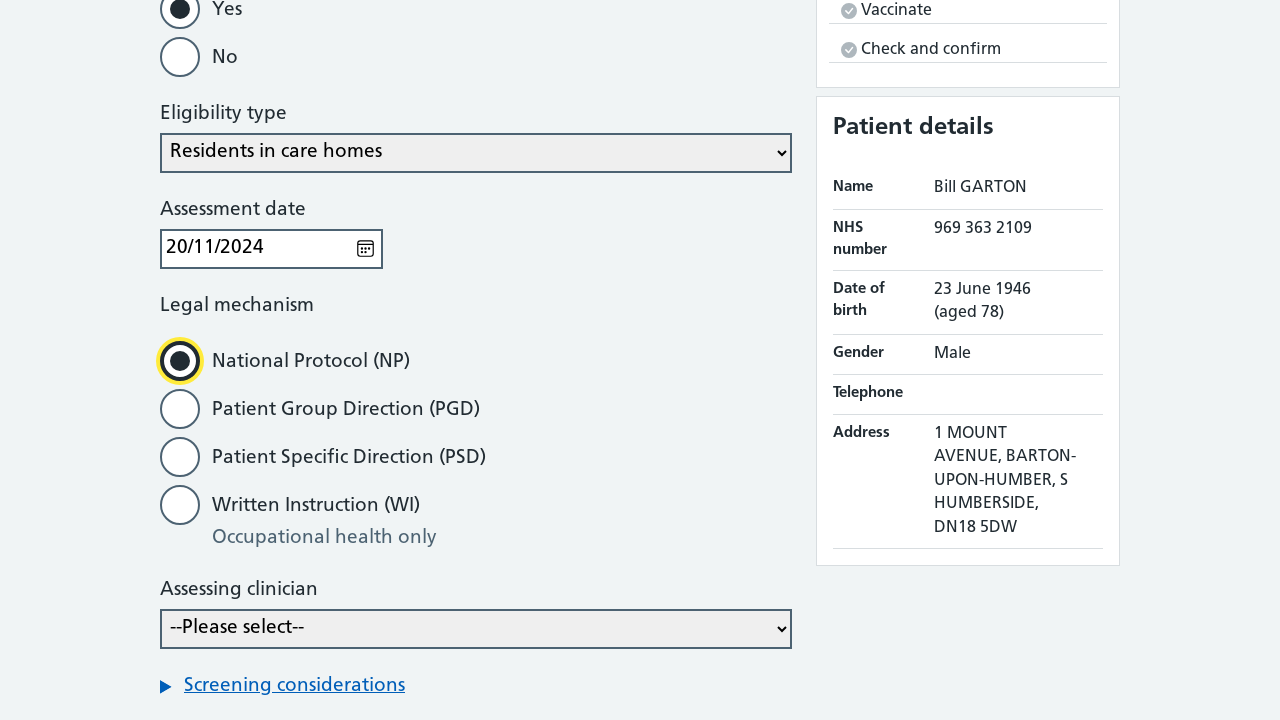 Yes
No
Eligibility type
Residents in care homes
Assessment date
20/11/2024
Legal mechanism
National Protocol (NP)
Patient Group Direction (PGD)
Patient Specific Direction (PSD)
Written Instruction (WI)
Occupational health only
Assessing clinician
--Please select--
Screening considerations
Vaccinate
Check and confirm
Patient details
Name
Bill GARTON
NHS
number
969 363 2109
Date of
birth
23 June 1946
(aged 78)
Gender
Male
Telephone
Address
1 MOUNT
AVENUE, BARTON-
UPON-HUMBER, S
HUMBERSIDE,
DN18 5DW